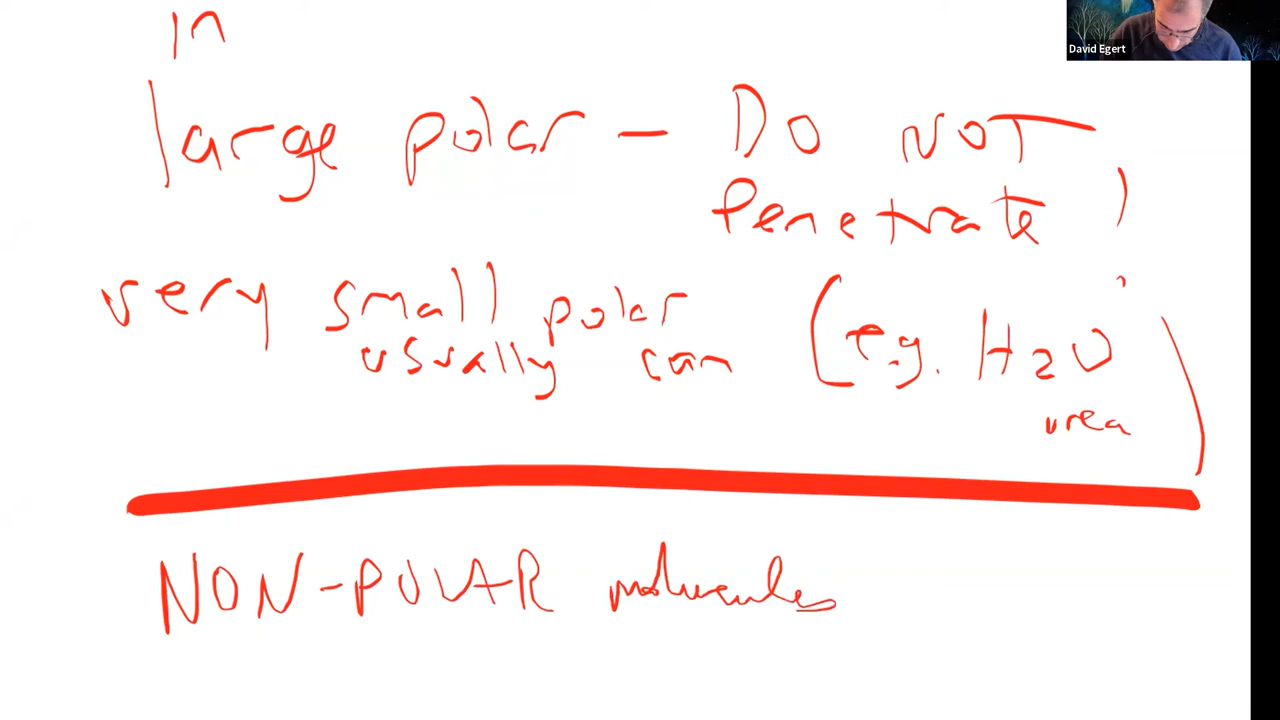 David Egert
in
large polar - DO NOT
Penetrate
very small polar
usually can (e.g. H2O
urea)
NON-POLAR molecules